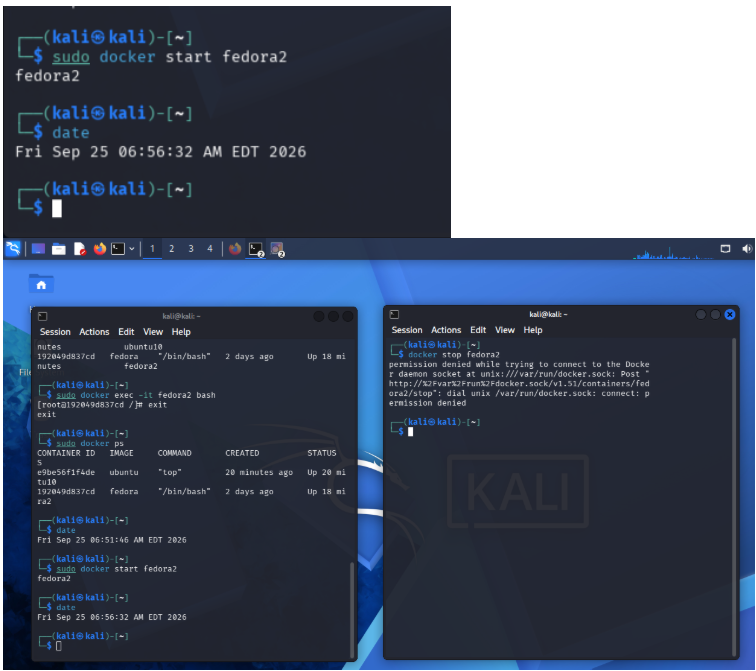 ┌──(kali㉿kali)-[~]
└─$ sudo docker start fedora2
fedora2
┌──(kali㉿kali)-[~]
└─$ date
Fri Sep 25 06:56:32 AM EDT 2026
┌──(kali㉿kali)-[~]
└─$
1 2 3 4
2
2
kali@kali: ~
Session Actions Edit View Help
nutes ubuntu10
192049d837cd fedora "/bin/bash" 2 days ago Up 18 mi
nutes fedora2
┌──(kali㉿kali)-[~]
└─$ sudo docker exec -it fedora2 bash
[root@192049d837cd /]# exit
exit
┌──(kali㉿kali)-[~]
└─$ sudo docker ps
CONTAINER ID IMAGE COMMAND CREATED STATUS
S
e9be56f1f4de ubuntu "top" 20 minutes ago Up 20 mi
tu10
192049d837cd fedora "/bin/bash" 2 days ago Up 18 mi
ra2
┌──(kali㉿kali)-[~]
└─$ date
Fri Sep 25 06:51:46 AM EDT 2026
┌──(kali㉿kali)-[~]
└─$ sudo docker start fedora2
fedora2
┌──(kali㉿kali)-[~]
└─$ date
Fri Sep 25 06:56:32 AM EDT 2026
┌──(kali㉿kali)-[~]
└─$
kali@kali: ~
Session Actions Edit View Help
┌──(kali㉿kali)-[~]
└─$ docker stop fedora2
permission denied while trying to connect to the Docke
r daemon socket at unix:///var/run/docker.sock: Post "
http://%2Fvar%2Frun%2Fdocker.sock/v1.51/containers/fed
ora2/stop": dial unix /var/run/docker.sock: connect: p
ermission denied
┌──(kali㉿kali)-[~]
└─$
KALI